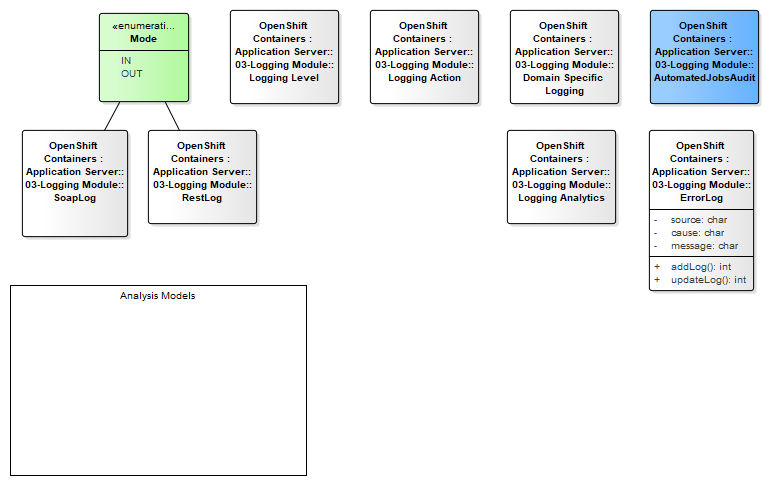 «enumerati...
Mode
IN
OUT
OpenShift
Containers :
Application Server::
03-Logging Module::
Logging Level
OpenShift
Containers :
Application Server::
03-Logging Module::
Logging Action
OpenShift
Containers :
Application Server::
03-Logging Module::
Domain Specific
Logging
OpenShift
Containers :
Application Server::
03-Logging Module::
AutomatedJobsAudit
OpenShift
Containers :
Application Server::
03-Logging Module::
SoapLog
OpenShift
Containers :
Application Server::
03-Logging Module::
RestLog
OpenShift
Containers :
Application Server::
03-Logging Module::
Logging Analytics
OpenShift
Containers :
Application Server::
03-Logging Module::
ErrorLog
- source: char
- cause: char
- message: char
+ addLog(): int
+ updateLog(): int
Analysis Models